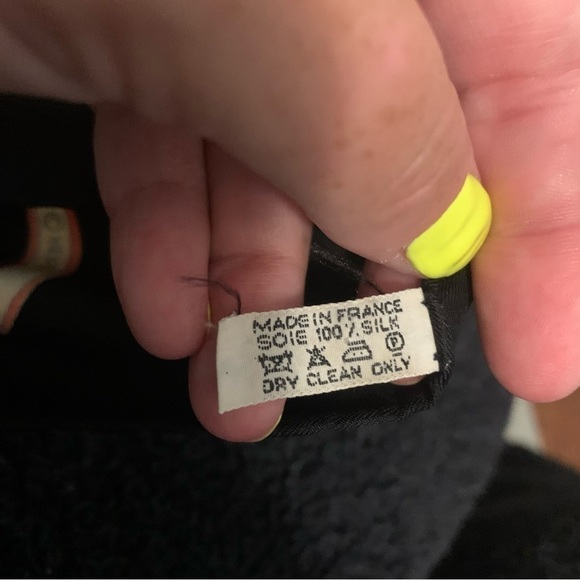 MADE IN FRANCE
SOIE 100% SILK
P
DRY CLEAN ONLY